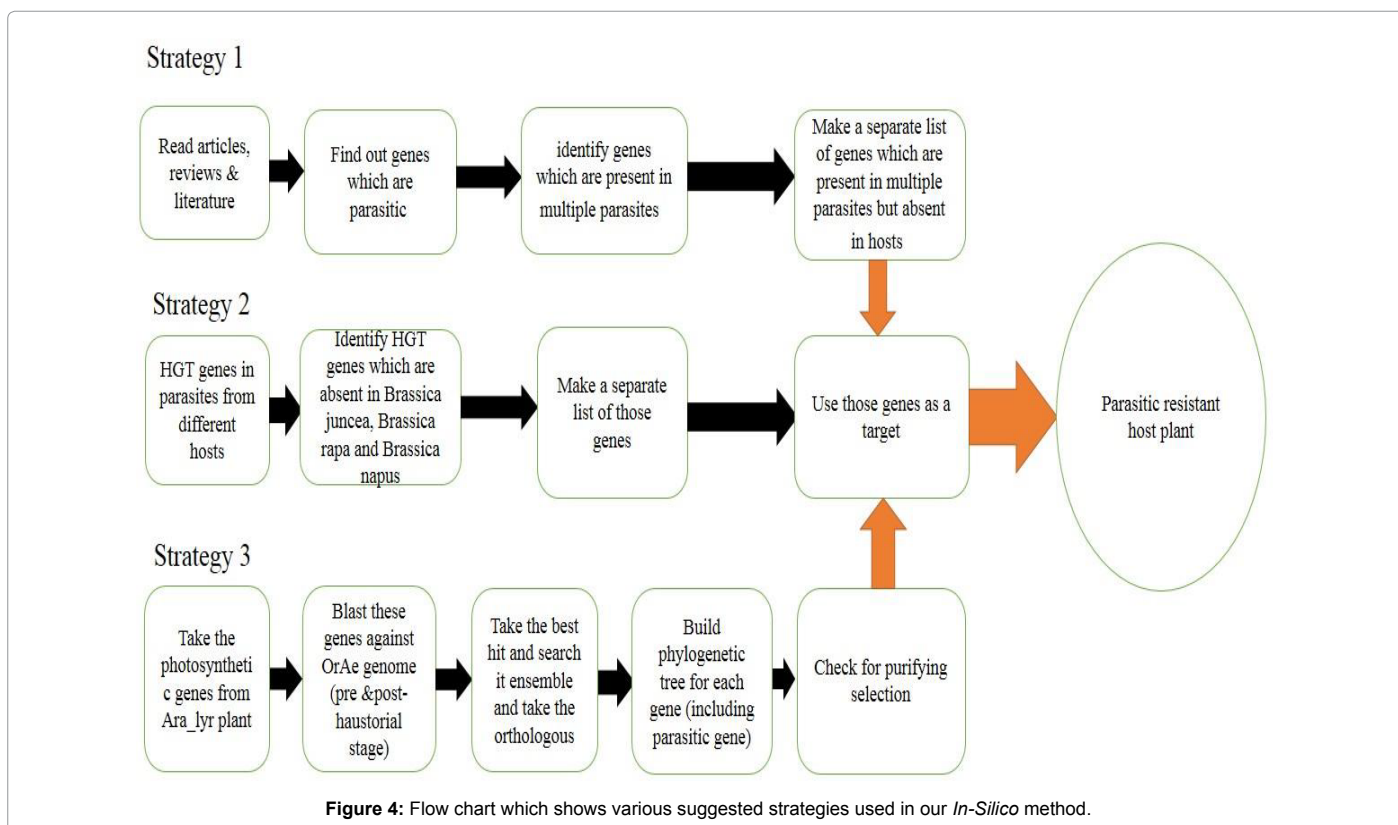 Strategy 1
Read articles,
reviews &
literature
Find out genes
which are
parasitic
identify genes
which are present in
multiple parasites
Make a separate list
of genes which are
present in multiple
parasites but absent
in hosts
Strategy 2
HGT genes in
parasites from
different
hosts
Identify HGT
genes which are
absent in Brassica
juncea, Brassica
rapa and Brassica
napus
Make a separate
list of those
genes
Use those genes as a
target
Parasitic resistant
host plant
Strategy 3
Take the
photosyntheti
c genes from
Ara_lyr plant
Blast these
genes against
OrAe genome
(pre &post-
haustorial
stage)
Take the best
hit and search
it ensemble
and take the
orthologous
Build
phylogenetic
tree for each
gene (including
parasitic gene)
Check for purifying
selection
Figure 4: Flow chart which shows various suggested strategies used in our In-Silico method.